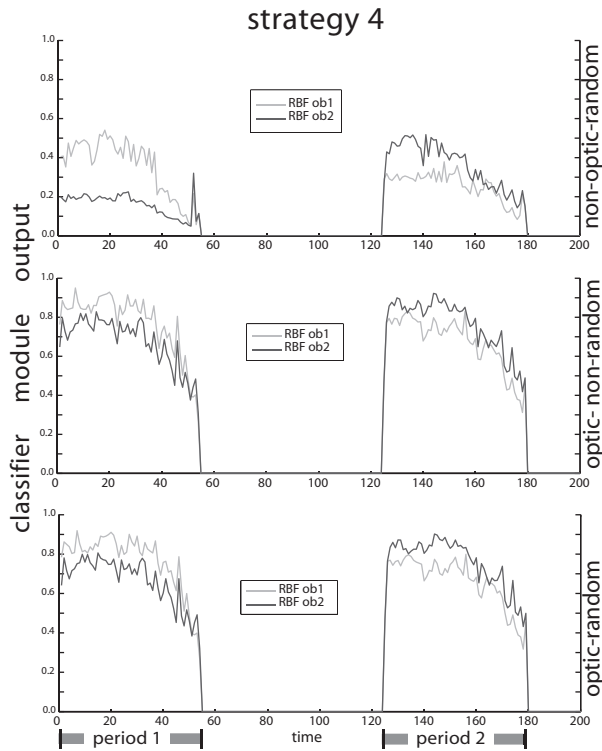 strategy 4
1.0
0.8
0.6
0.4
0.2
0.0
RBF ob1
RBF ob2
0 20 40 60 80 100 120 140 160 180 200
non-optic-random
1.0
0.8
0.6
0.4
0.2
0.0
RBF ob1
RBF ob2
0 20 40 60 80 100 120 140 160 180 200
optic- non-random
1.0
0.8
0.6
0.4
0.2
0.0
RBF ob1
RBF ob2
0 20 40 60 80 100 120 140 160 180 200
optic-random
classifier module output
period 1 time period 2